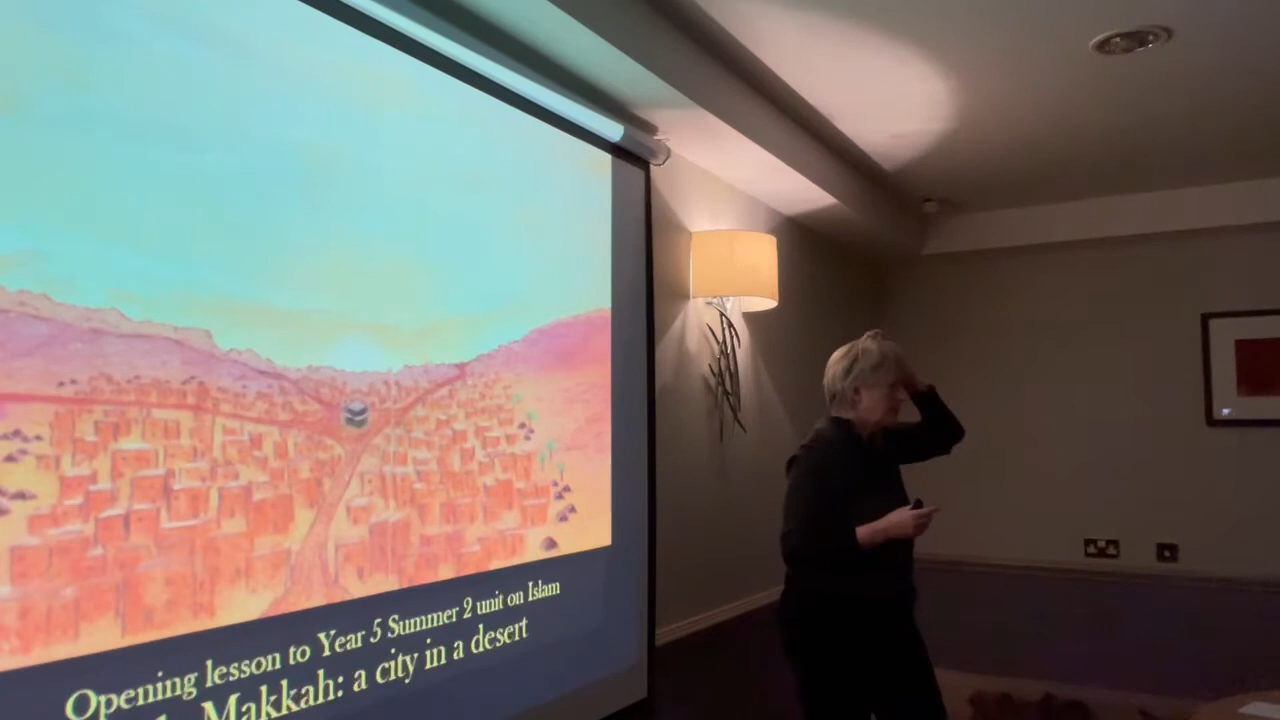 Opening lesson to Year 5 Summer 2 unit on Islam
Makkah: a city in a desert